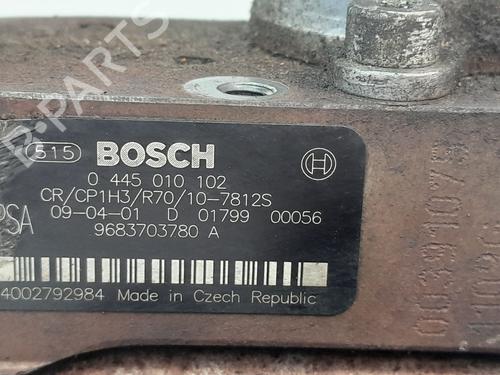 515 BOSCH
0 445 010 102
CR/CP1H3/R70/10-7812S
PSA 09-04-01 D 01799 00056
9683703780 A
4002792984 Made in Czech Republic
B-PARTS